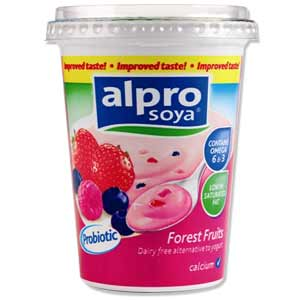 Improved taste! • Improved taste! • Improved taste!
alpro
soya®
CONTAINS
OMEGA
6 & 3
LOW IN
SATURATED
FAT
Probiotic
Forest Fruits
Dairy free alternative to yogurt
calcium